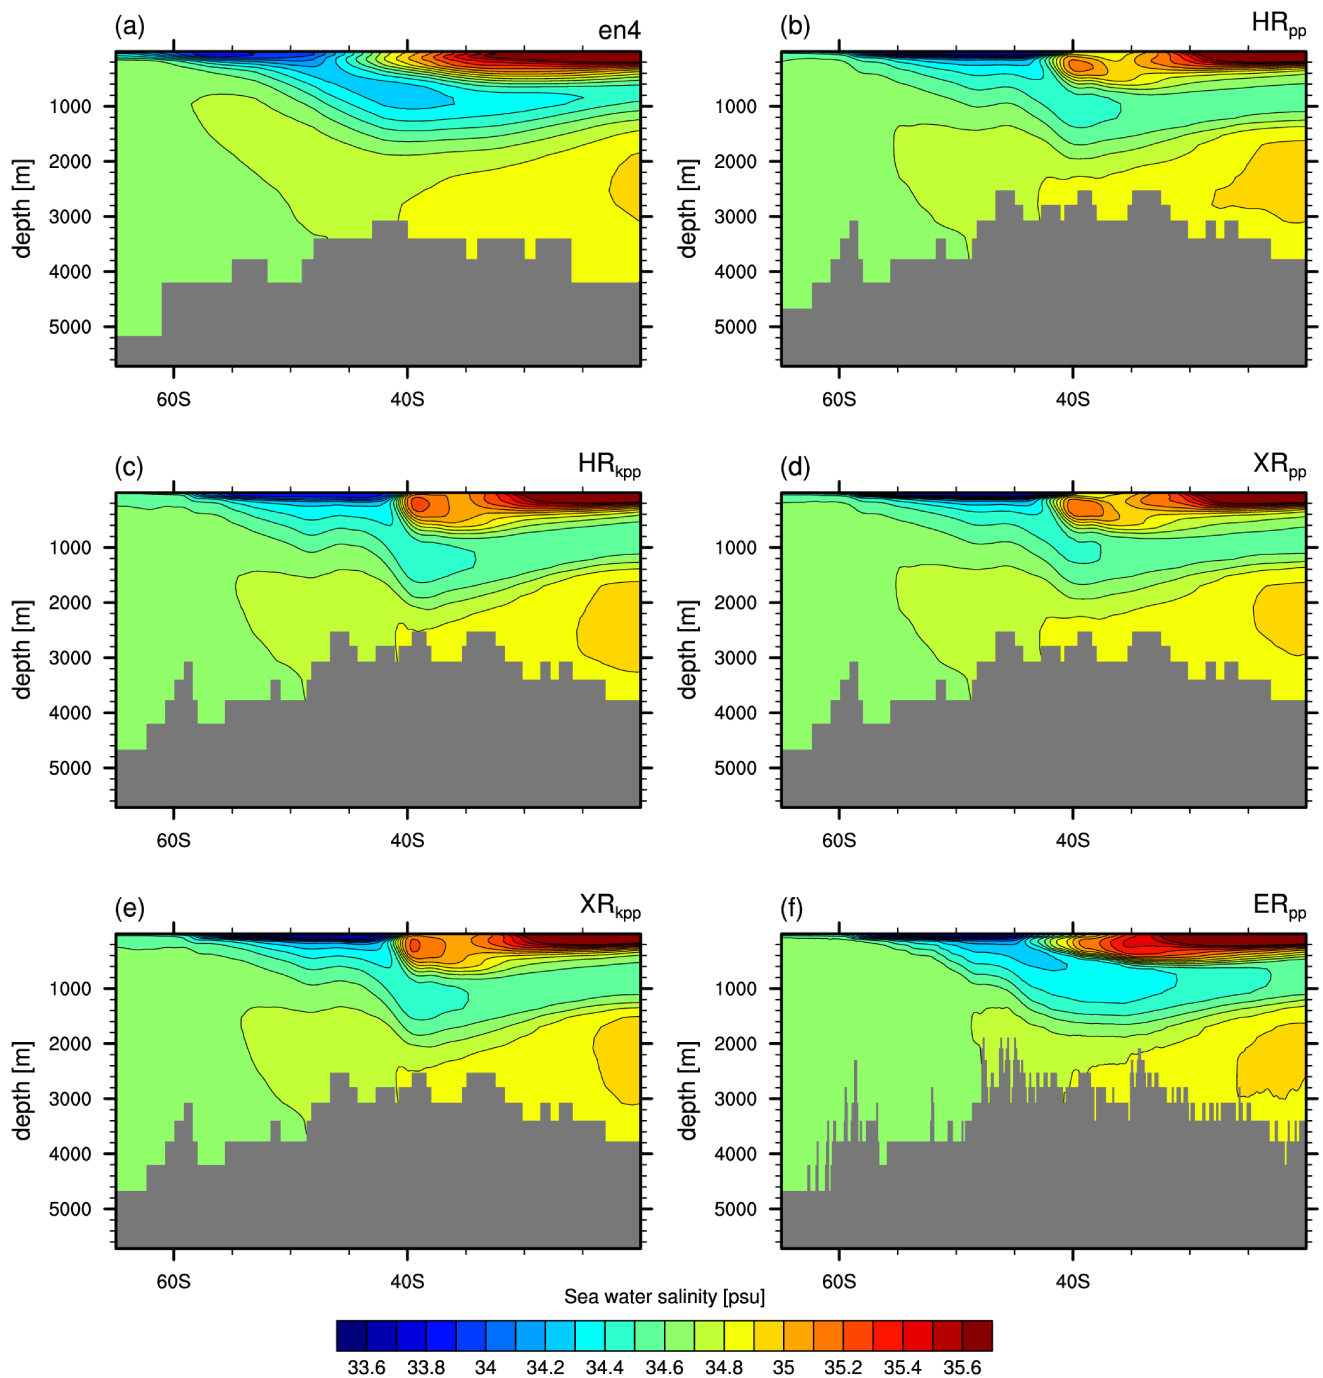 (a) en4
1000
2000
3000
4000
5000
depth [m]
60S 40S
(b) HRpp
1000
2000
3000
4000
5000
depth [m]
60S 40S
(c) HRkpp
1000
2000
3000
4000
5000
depth [m]
60S 40S
(d) XRpp
1000
2000
3000
4000
5000
depth [m]
60S 40S
(e) XRkpp
1000
2000
3000
4000
5000
depth [m]
60S 40S
(f) ERpp
1000
2000
3000
4000
5000
depth [m]
60S 40S
Sea water salinity [psu]
33.6 33.8 34 34.2 34.4 34.6 34.8 35 35.2 35.4 35.6